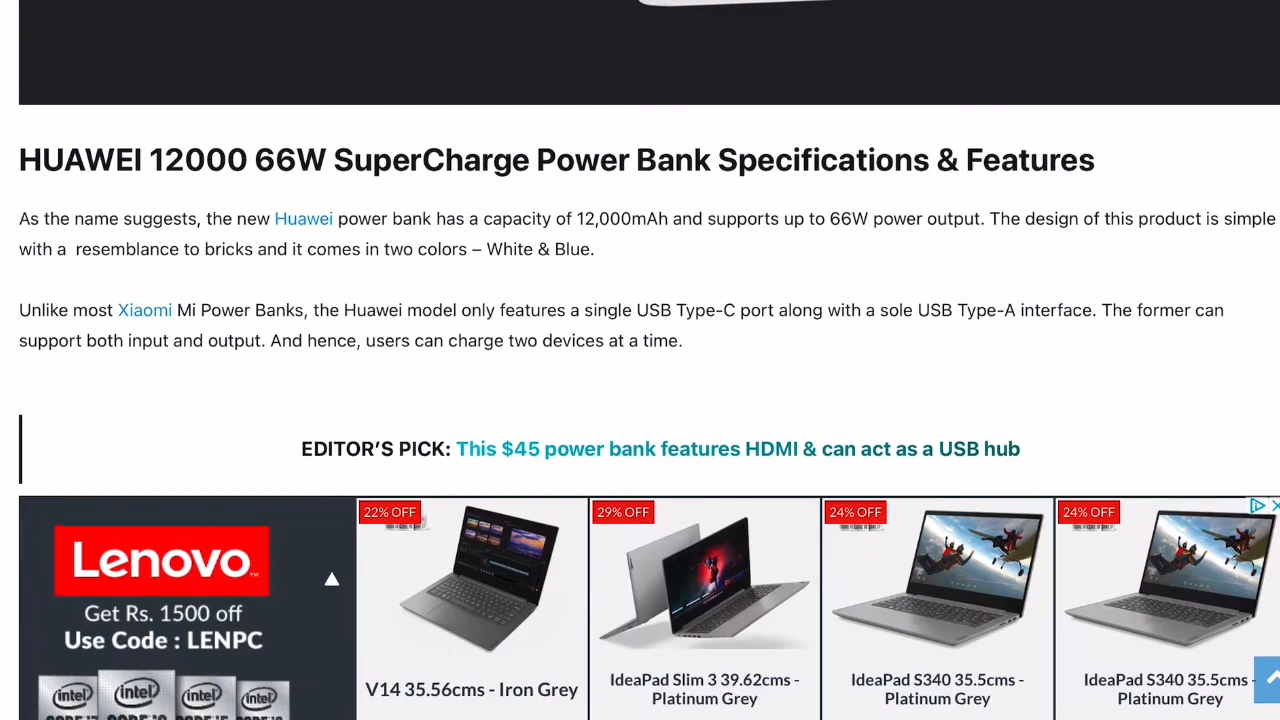 HUAWEI 12000 66W SuperCharge Power Bank Specifications & Features
As the name suggests, the new Huawei power bank has a capacity of 12,000mAh and supports up to 66W power output. The design of this product is simple
with a resemblance to bricks and it comes in two colors – White & Blue.
Unlike most Xiaomi Mi Power Banks, the Huawei model only features a single USB Type-C port along with a sole USB Type-A interface. The former can
support both input and output. And hence, users can charge two devices at a time.
EDITOR'S PICK: This $45 power bank features HDMI & can act as a USB hub
Lenovo™
Get Rs. 1500 off
Use Code : LENPC
intel intel intel intel
22% OFF
V14 35.56cms - Iron Grey
29% OFF
IdeaPad Slim 3 39.62cms -
Platinum Grey
24% OFF
IdeaPad S340 35.5cms -
Platinum Grey
24% OFF
IdeaPad S340 35.5cms -
Platinum Grey